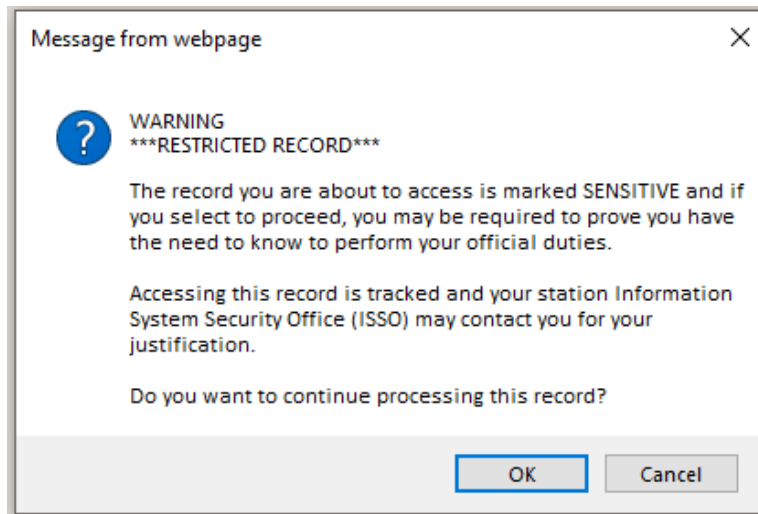 Message from webpage
WARNING
***RESTRICTED RECORD***
The record you are about to access is marked SENSITIVE and if
you select to proceed, you may be required to prove you have
the need to know to perform your official duties.
Accessing this record is tracked and your station Information
System Security Office (ISSO) may contact you for your
justification.
Do you want to continue processing this record?
OK Cancel